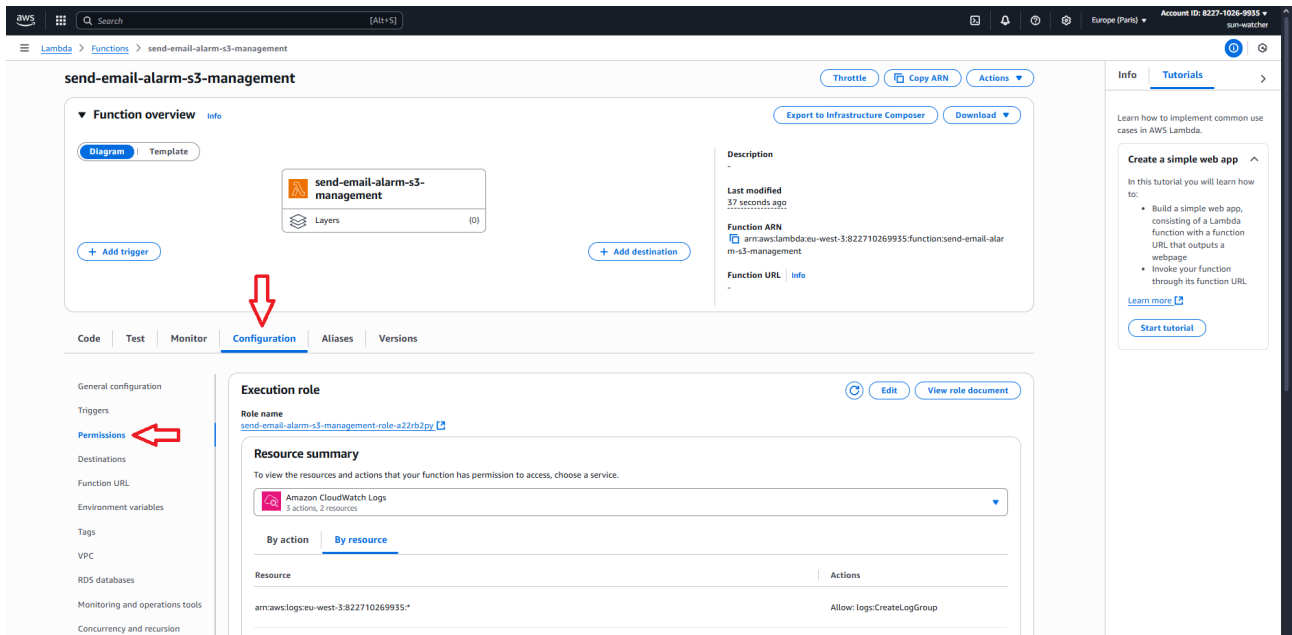 aws
Search
[Alt+S]
Europe (Paris)
Account ID: 8227-1026-9935
sun-watcher
Lambda > Functions > send-email-alarm-s3-management
send-email-alarm-s3-management
Throttle
Copy ARN
Actions
Function overview Info
Export to Infrastructure Composer
Download
Diagram
Template
send-email-alarm-s3-
management
Layers
(0)
+ Add trigger
+ Add destination
Description
-
Last modified
37 seconds ago
Function ARN
arn:aws:lambda:eu-west-3:822710269935:function:send-email-alar
m-s3-management
Function URL Info
-
Code
Test
Monitor
Configuration
Aliases
Versions
General configuration
Triggers
Permissions
Destinations
Function URL
Environment variables
Tags
VPC
RDS databases
Monitoring and operations tools
Concurrency and recursion
Execution role
Edit
View role document
Role name
send-email-alarm-s3-management-role-a22rb2py
Resource summary
To view the resources and actions that your function has permission to access, choose a service.
Amazon CloudWatch Logs
3 actions, 2 resources
By action
By resource
Resource
Actions
arn:aws:logs:eu-west-3:822710269935:*
Allow: logs:CreateLogGroup
Info
Tutorials
Learn how to implement common use
cases in AWS Lambda.
Create a simple web app
In this tutorial you will learn how
to:
• Build a simple web app,
consisting of a Lambda
function with a function
URL that outputs a
webpage
• Invoke your function
through its function URL
Learn more
Start tutorial